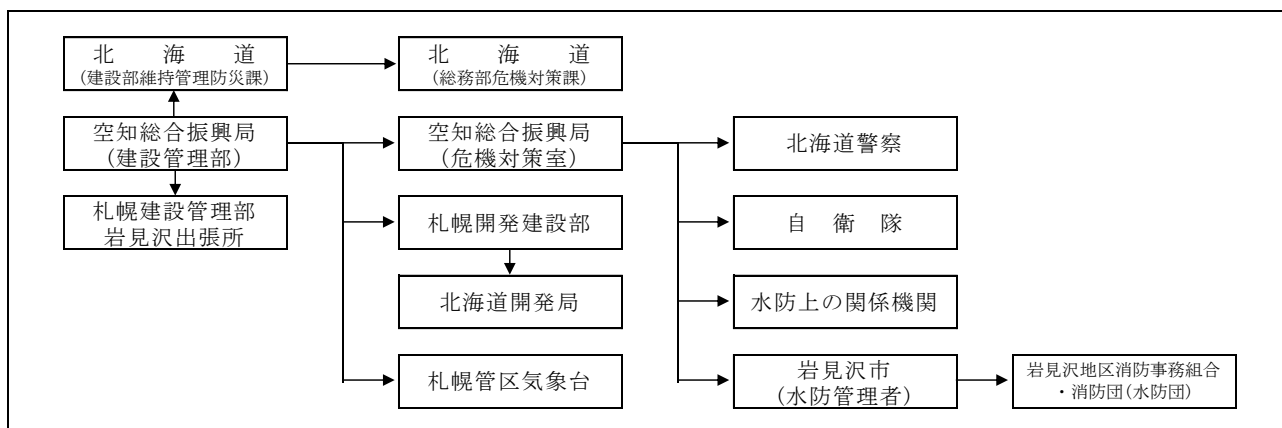 北海道
(建設部維持管理防災課)
北海道
(総務部危機対策課)
空知総合振興局
(建設管理部)
空知総合振興局
(危機対策室)
北海道警察
札幌建設管理部
岩見沢出張所
札幌開発建設部
自衛隊
北海道開発局
水防上の関係機関
札幌管区気象台
岩見沢市
(水防管理者)
岩見沢地区消防事務組合
・消防団(水防団)